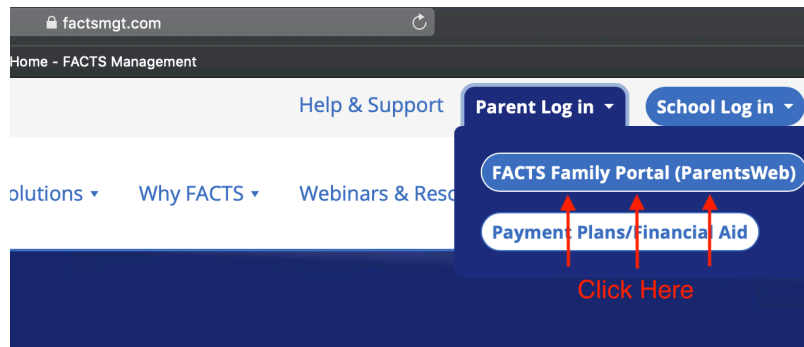 factsmgt.com
Home - FACTS Management
Help & Support Parent Log in School Log in
FACTS Family Portal (ParentsWeb)
olutions Why FACTS Webinars & Reso
Payment Plans/Financial Aid
Click Here